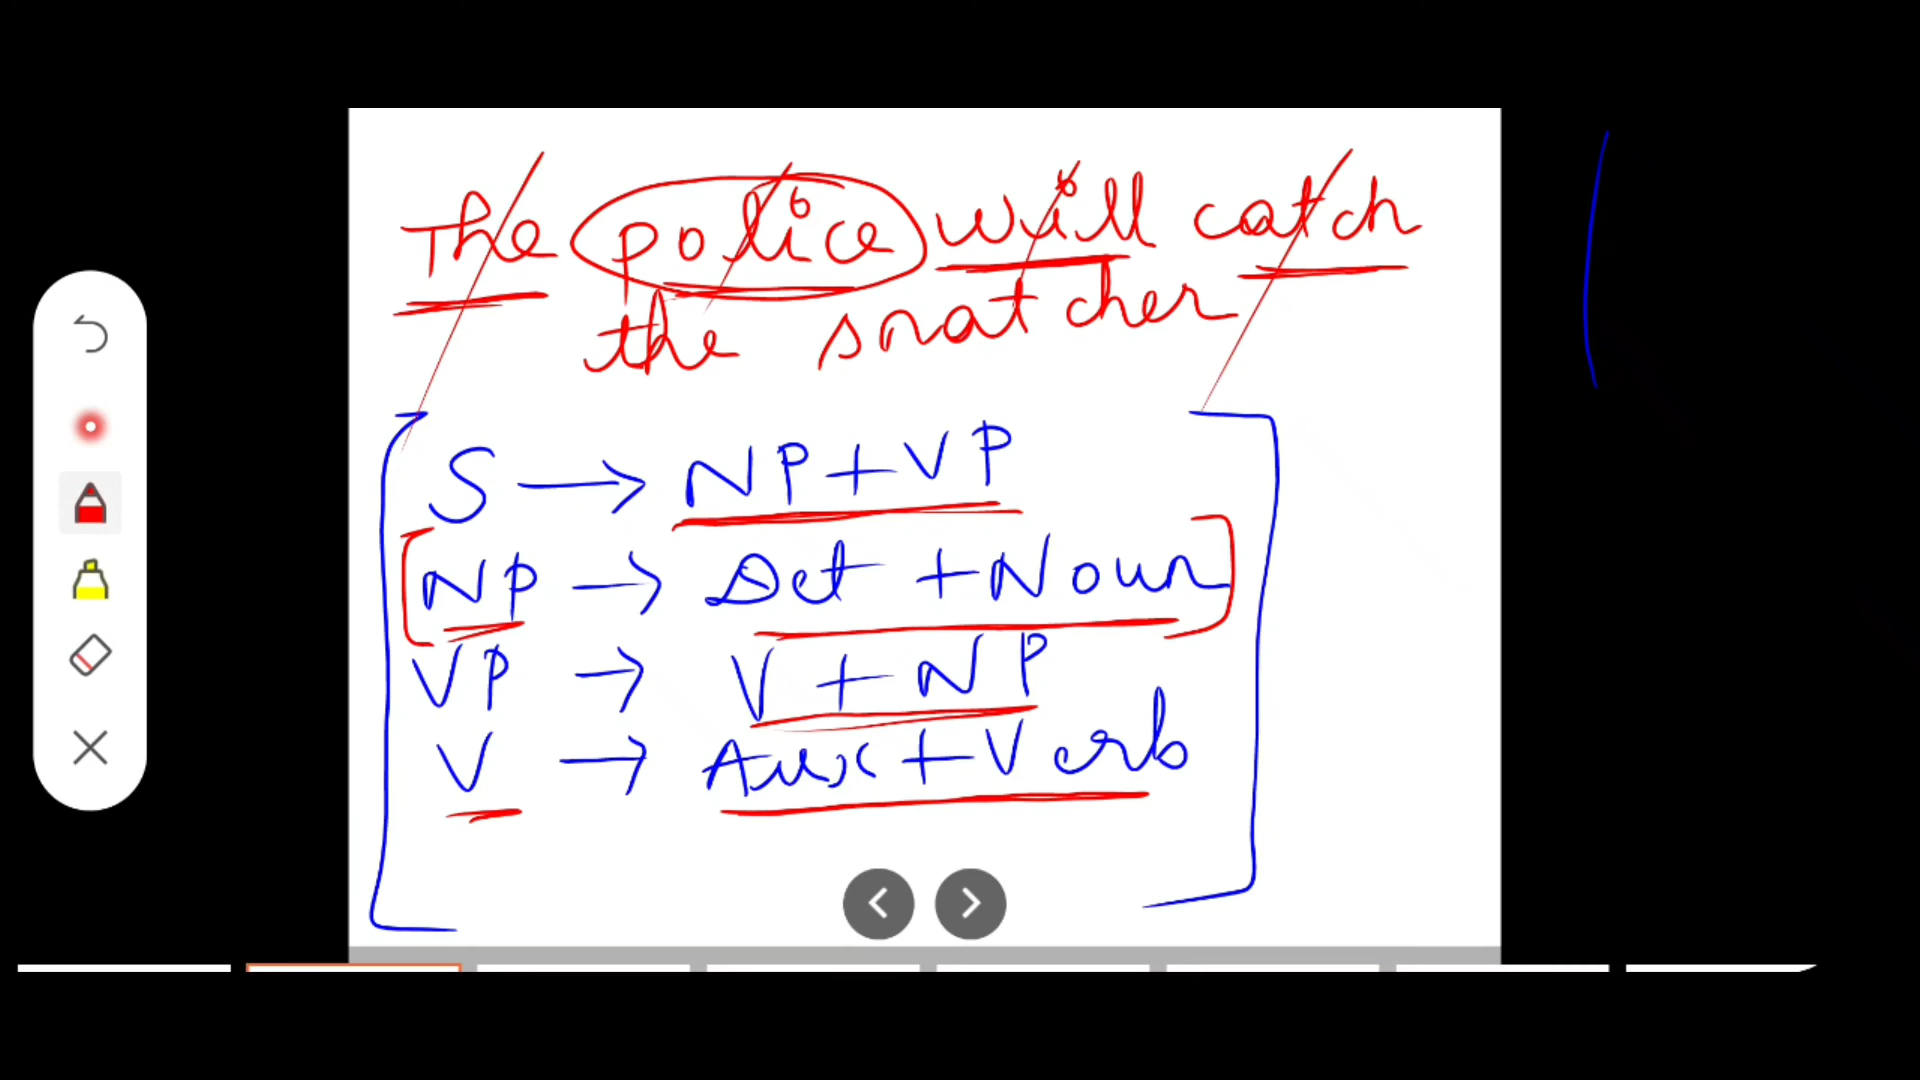 The police will catch
the snatcher
S → NP+VP
NP → Det +Noun
VP → V + NP
V → Aux+Verb